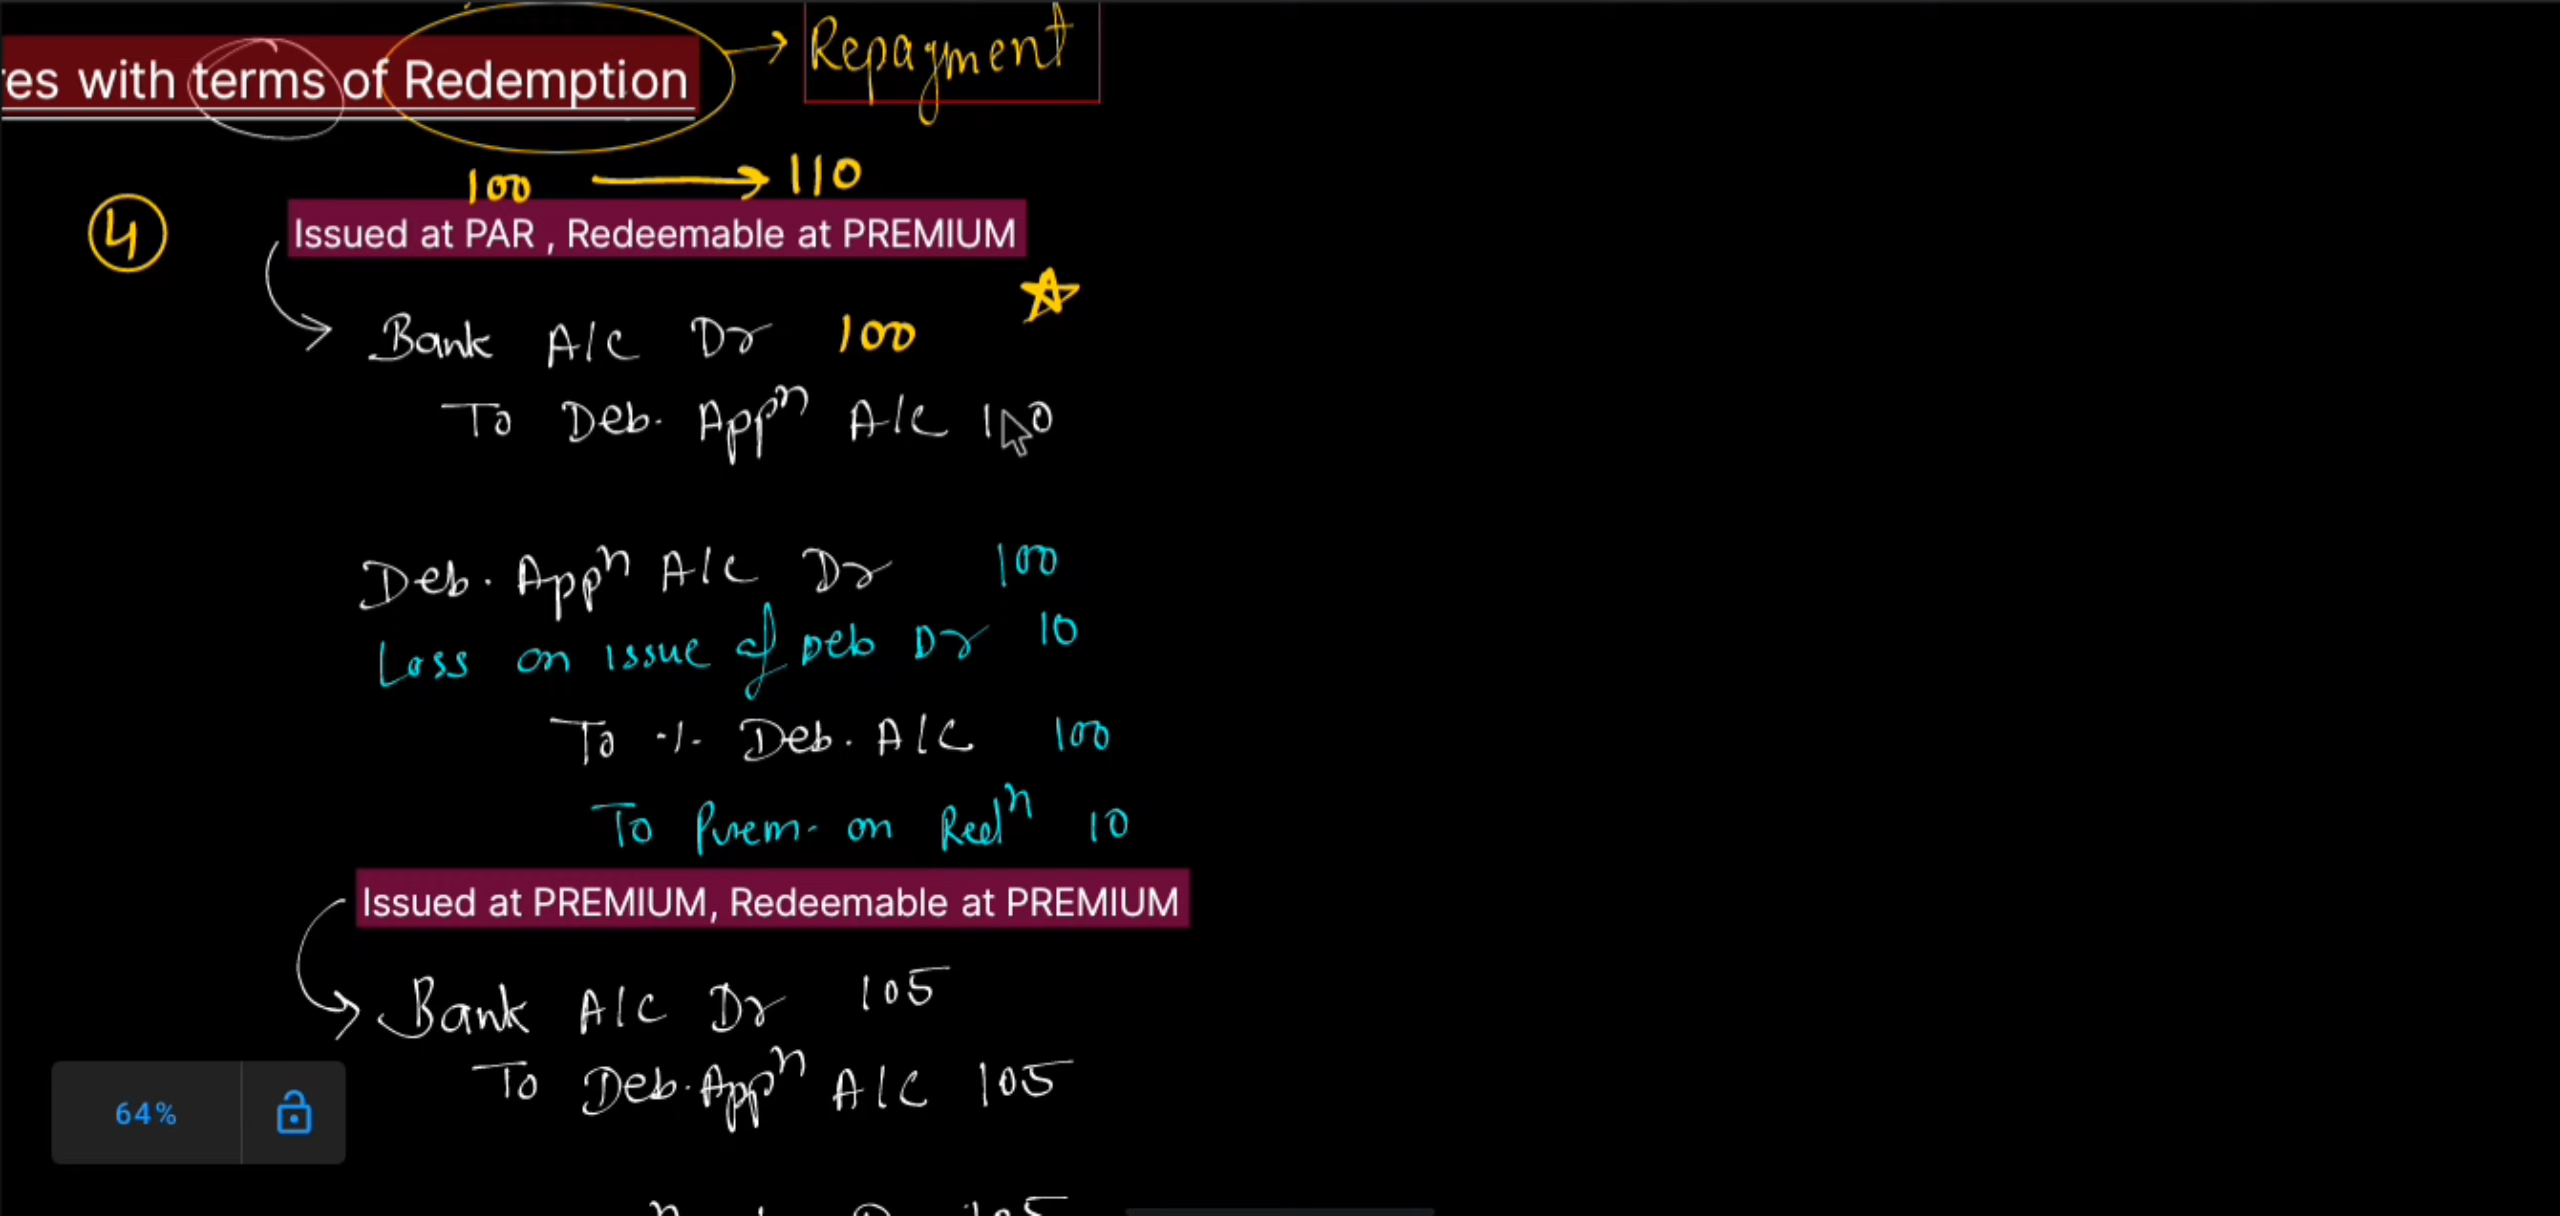 es with terms of Redemption → Repayment
100 → 110
4 Issued at PAR , Redeemable at PREMIUM
Bank A/C Dr 100
To Deb. Appⁿ A/C 100
Deb. Appⁿ A/C Dr 100
Loss on issue of Deb Dr 10
To -/- Deb. A/C 100
To Prem- on Redⁿ 10
Issued at PREMIUM, Redeemable at PREMIUM
Bank A/C Dr 105
To Deb. Appⁿ A/C 105
64%